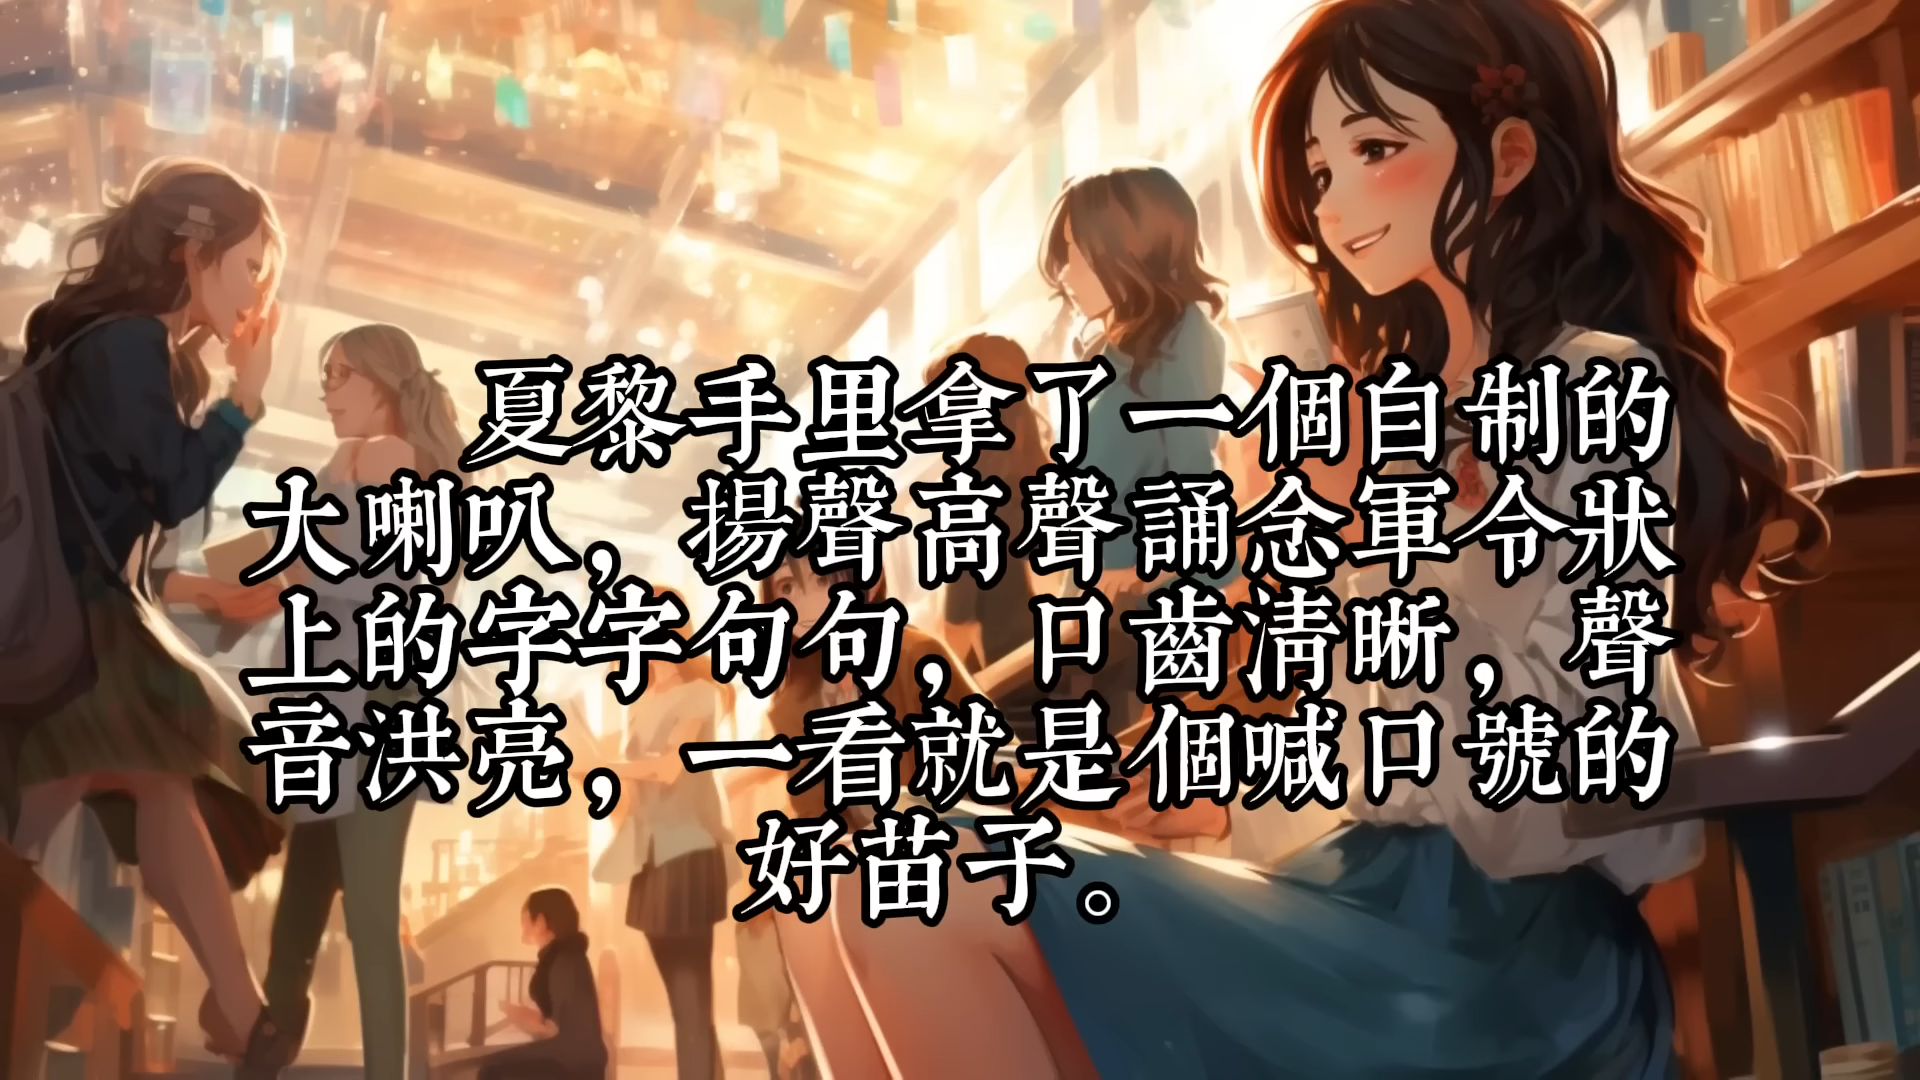 夏黎手里拿了一個自制的
大喇叭，揚聲高聲誦念軍令狀
上的字字句句，口齒清晰，聲
音洪亮，一看就是個喊口號的
好苗子。